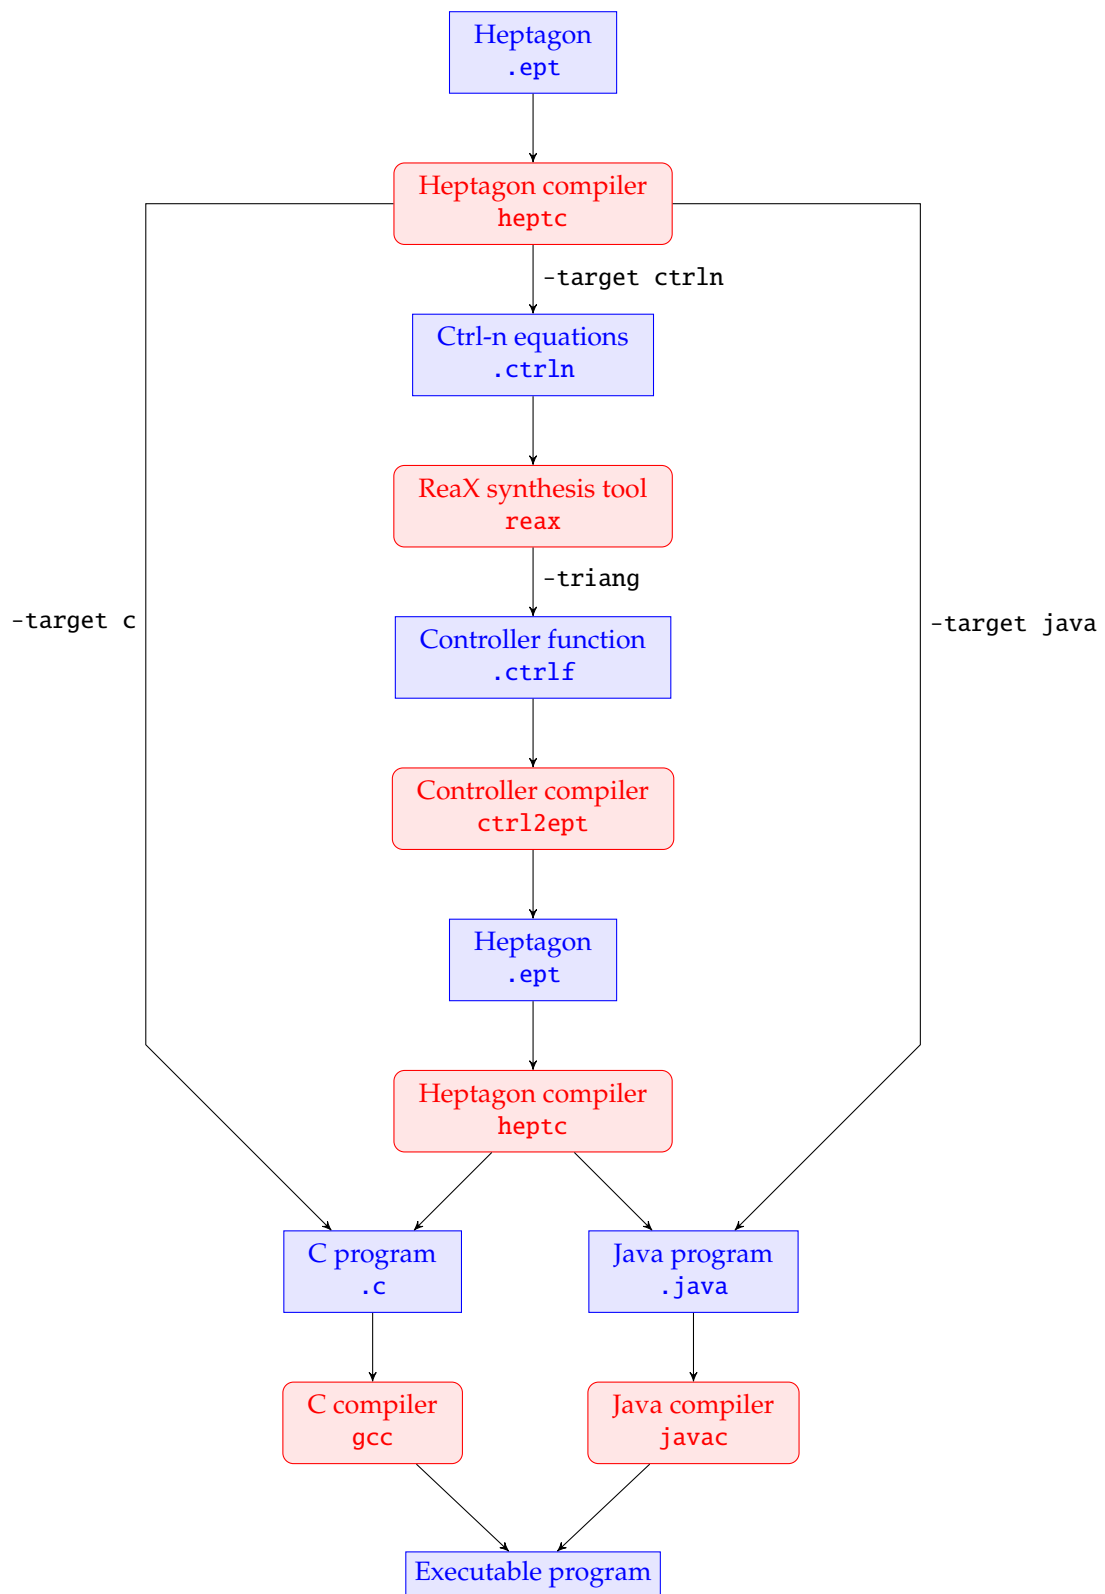 Heptagon
.ept
Heptagon compiler
heptc
-target ctrln
Ctrl-n equations
.ctrln
ReaX synthesis tool
reax
-triang
-target c
-target java
Controller function
.ctrlf
Controller compiler
ctrl2ept
Heptagon
.ept
Heptagon compiler
heptc
C program
.c
Java program
.java
C compiler
gcc
Java compiler
javac
Executable program